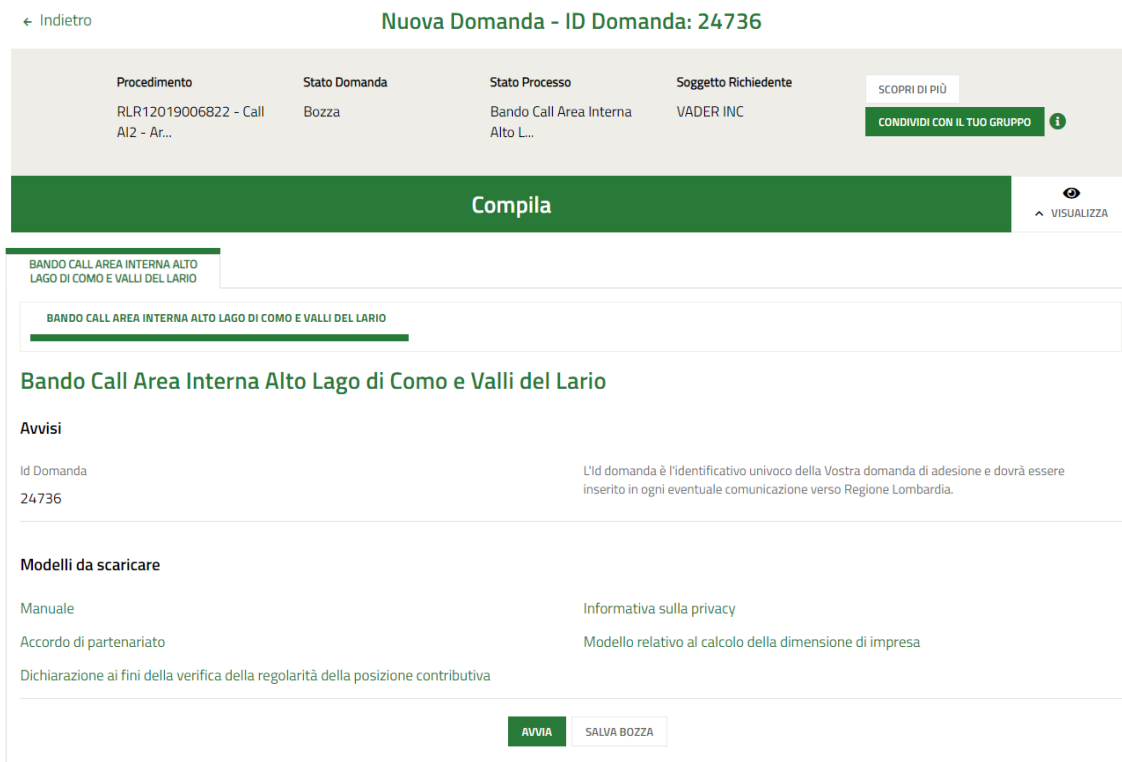 ← Indietro
Nuova Domanda - ID Domanda: 24736
Procedimento
RLR12019006822 - Call
AI2 - Ar...
Stato Domanda
Bozza
Stato Processo
Bando Call Area Interna
Alto L...
Soggetto Richiedente
VADER INC
SCOPRI DI PIÙ
CONDIVIDI CON IL TUO GRUPPO
i
Compila
VISUALIZZA
BANDO CALL AREA INTERNA ALTO
LAGO DI COMO E VALLI DEL LARIO
BANDO CALL AREA INTERNA ALTO LAGO DI COMO E VALLI DEL LARIO
Bando Call Area Interna Alto Lago di Como e Valli del Lario
Avvisi
Id Domanda
24736
L'Id domanda è l'identificativo univoco della Vostra domanda di adesione e dovrà essere
inserito in ogni eventuale comunicazione verso Regione Lombardia.
Modelli da scaricare
Manuale
Informativa sulla privacy
Accordo di partenariato
Modello relativo al calcolo della dimensione di impresa
Dichiarazione ai fini della verifica della regolarità della posizione contributiva
AVVIA
SALVA BOZZA